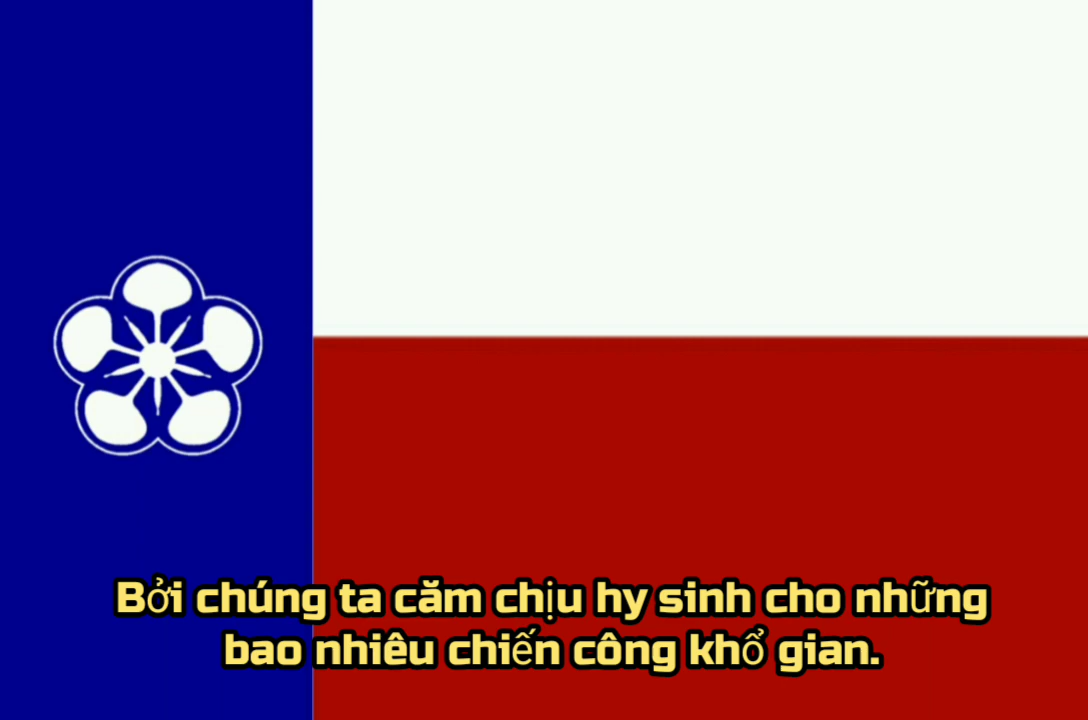 Bởi chúng ta căm chịu hy sinh cho những
bao nhiêu chiến công khổ gian.